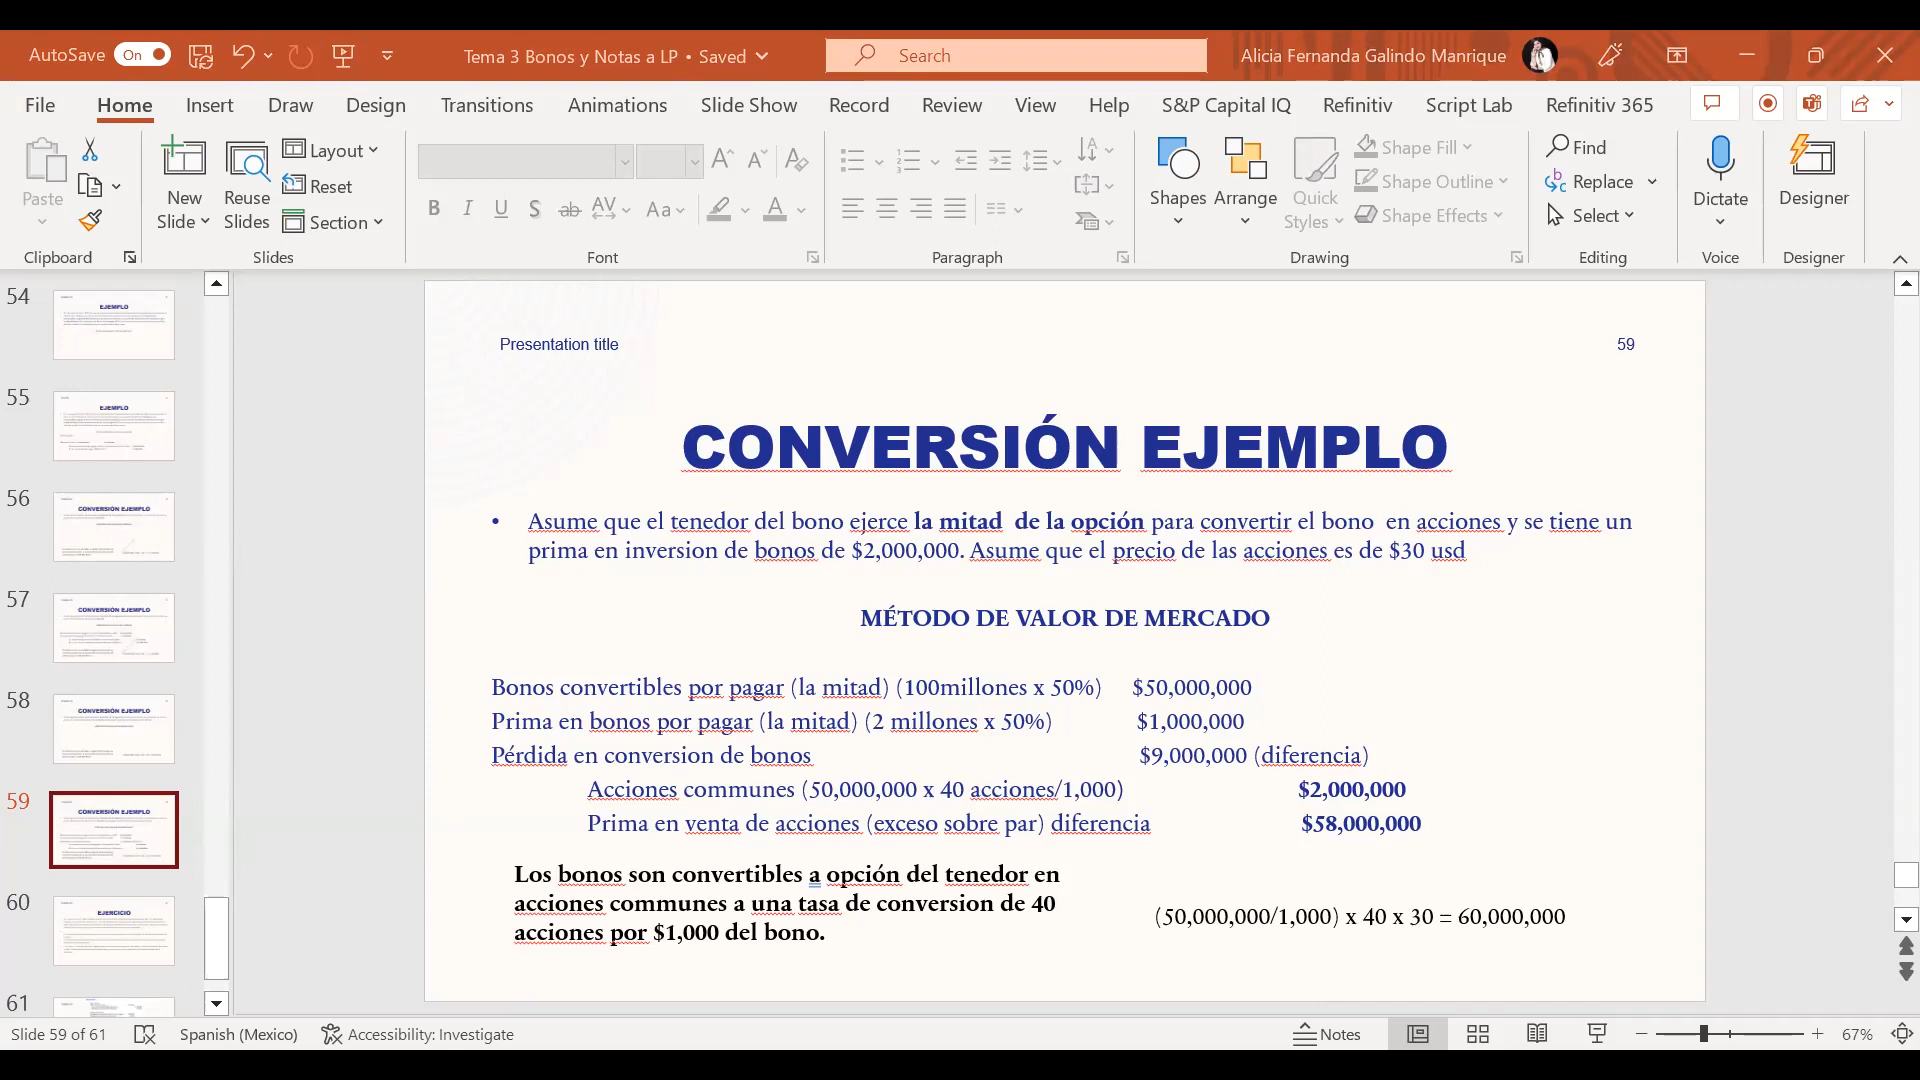 AutoSave On Tema 3 Bonos y Notas a LP • Saved Search Alicia Fernanda Galindo Manrique
File Home Insert Draw Design Transitions Animations Slide Show Record Review View Help S&P Capital IQ Refinitiv Script Lab Refinitiv 365
Paste New Slide Reuse Slides Layout Reset Section Shapes Arrange Quick Styles Shape Fill Shape Outline Shape Effects Find Replace Select Dictate Designer
Clipboard Slides Font Paragraph Drawing Editing Voice Designer
54
EJEMPLO
55
EJEMPLO
56
CONVERSIÓN EJEMPLO
57
CONVERSIÓN EJEMPLO
58
CONVERSIÓN EJEMPLO
59
CONVERSIÓN EJEMPLO
60
EJERCICIO
61
Presentation title 59
CONVERSIÓN EJEMPLO
• Asume que el tenedor del bono ejerce la mitad de la opción para convertir el bono en acciones y se tiene un
prima en inversion de bonos de $2,000,000. Asume que el precio de las acciones es de $30 usd
MÉTODO DE VALOR DE MERCADO
Bonos convertibles por pagar (la mitad) (100millones x 50%) $50,000,000
Prima en bonos por pagar (la mitad) (2 millones x 50%) $1,000,000
Pérdida en conversion de bonos $9,000,000 (diferencia)
Acciones communes (50,000,000 x 40 acciones/1,000) $2,000,000
Prima en venta de acciones (exceso sobre par) diferencia $58,000,000
Los bonos son convertibles a opción del tenedor en
acciones communes a una tasa de conversion de 40
acciones por $1,000 del bono.
(50,000,000/1,000) x 40 x 30 = 60,000,000
Slide 59 of 61 Spanish (Mexico) Accessibility: Investigate Notes 67%